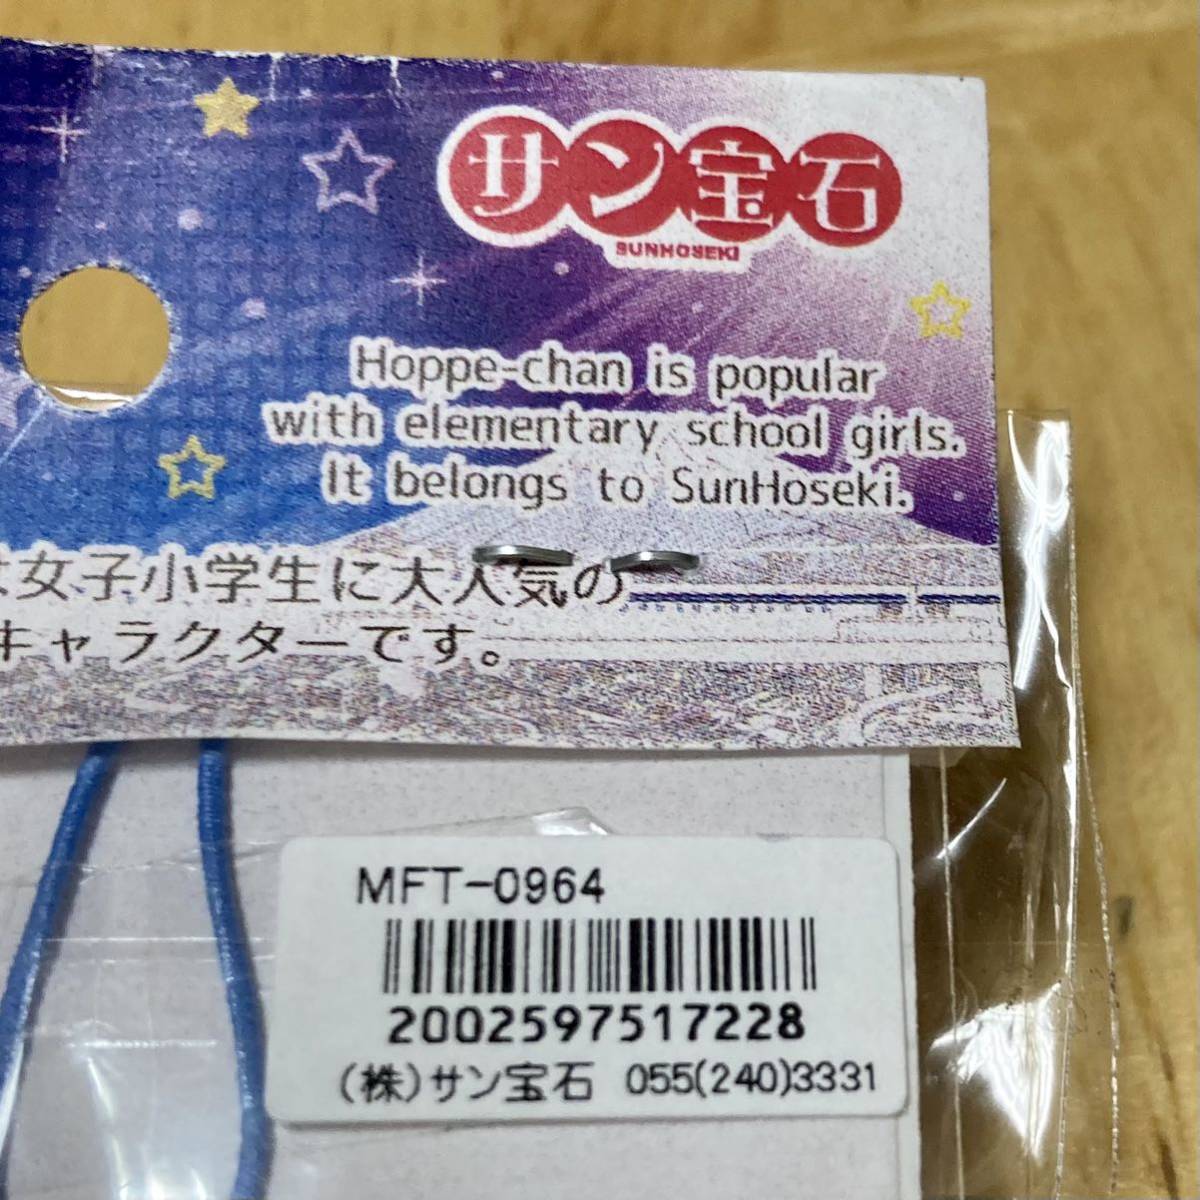 サン宝石
SUNHOSEKI
Hoppe-chan is popular
with elementary school girls.
It belongs to SunHoseki.
女子小学生に大人気の
キャラクターです。
MFT-0964
2002597517228
(株)サン宝石 055(240)3331